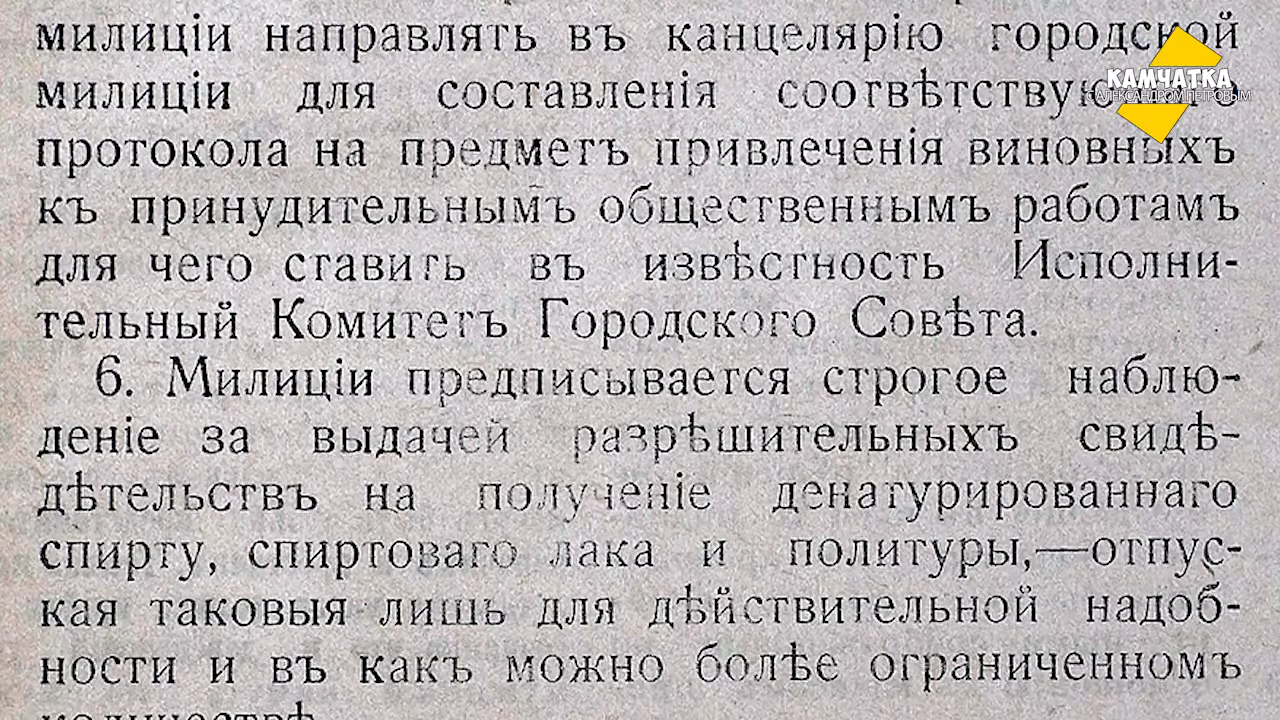 милиціи направлять въ канцелярію городской
милиціи для составленія
протокола на предметъ привлеченія виновныхъ
къ принудительнымъ общественнымъ работамъ
для чего ставить въ извѣстность Исполни-
тельный Комитетъ Городского Совѣта.
6. Милиціи предписывается строгое наблю-
деніе за выдачей разрѣшительныхъ свидѣ-
дѣтельствъ на полученіе денатурированнаго
спирту, спиртоваго лака и политуры,—отпус-
кая таковыя лишь для дѣйствительной надоб-
ности и въ какъ можно болѣе ограниченномъ
количествѣ
КАМЧАТКА
С АЛЕКСАНДРОМ ПЕТРОВЫМ